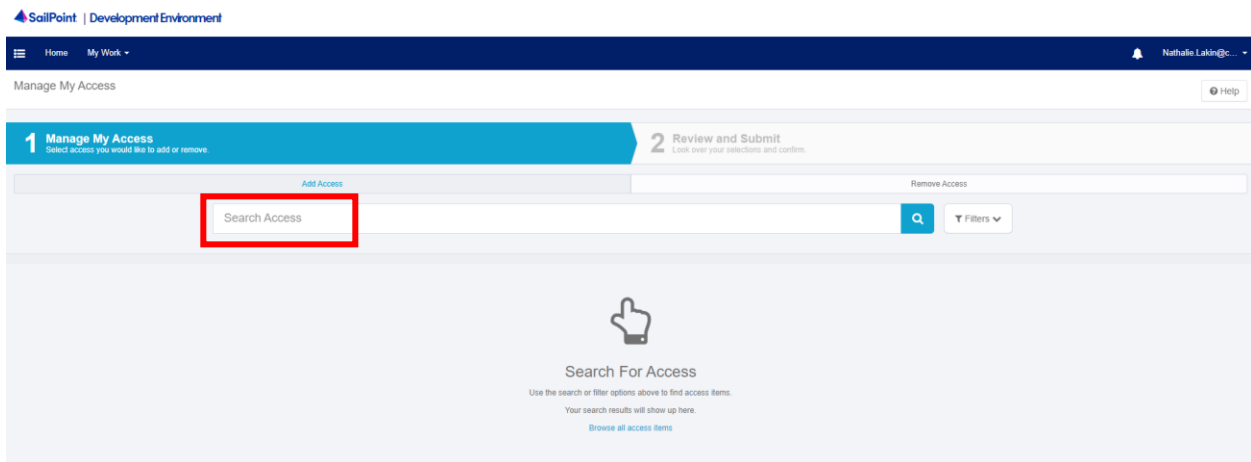 SailPoint | Development Environment
Home My Work Nathalie.Lakin@c...
Manage My Access
Help
1 Manage My Access
Select access you would like to add or remove.
2 Review and Submit
Look over your selections and confirm.
Add Access Remove Access
Search Access
Filters
Search For Access
Use the search or filter options above to find access items.
Your search results will show up here.
Browse all access items